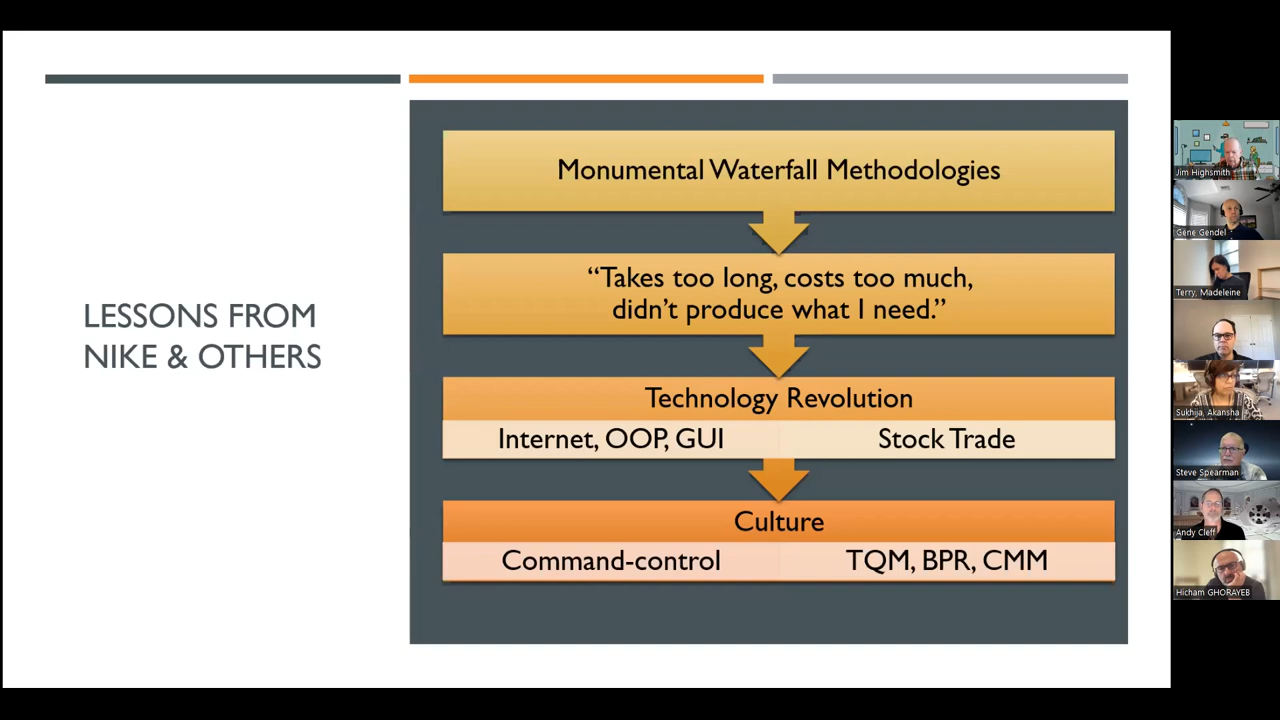 LESSONS FROM
NIKE & OTHERS
Monumental Waterfall Methodologies
“Takes too long, costs too much,
didn’t produce what I need.”
Technology Revolution
Internet, OOP, GUI
Stock Trade
Culture
Command-control
TQM, BPR, CMM
Jim Highsmith
Gene Gendel
Terry, Madeleine
Sukhija, Akansha
Steve Spearman
Andy Cleff
Hicham GHORAYEB